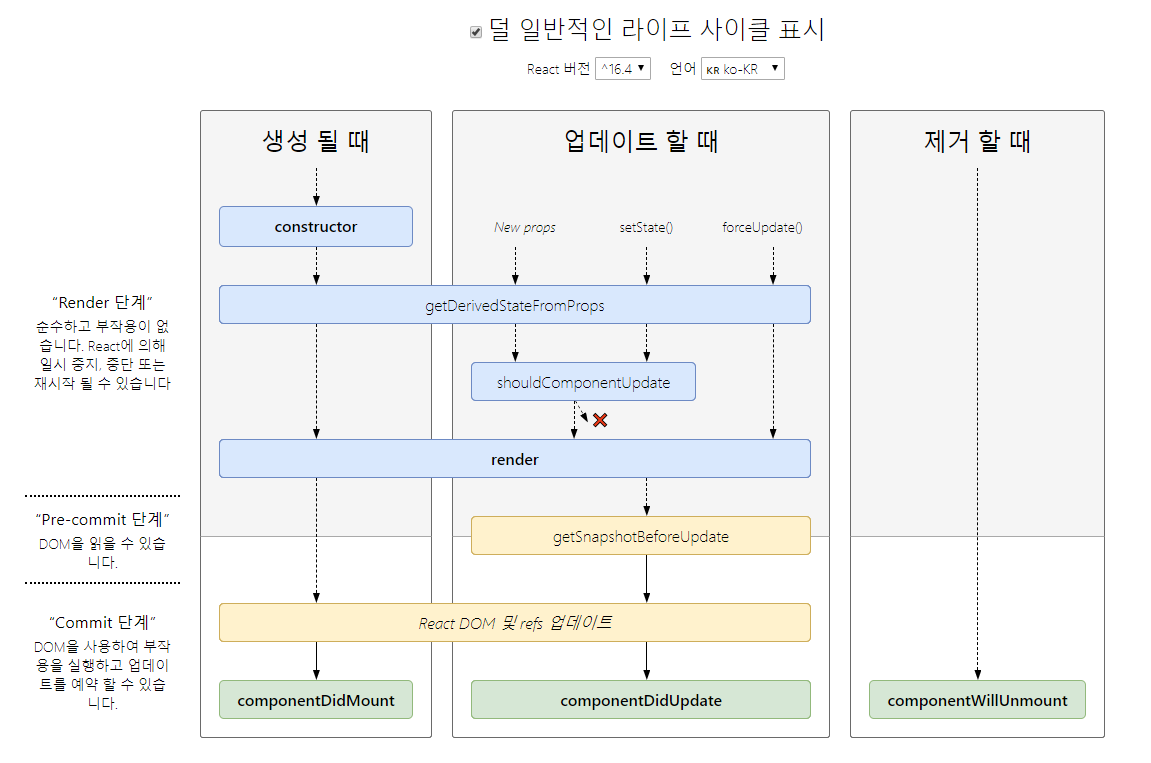 덜 일반적인 라이프 사이클 표시
React 버전 ^16.4 언어 KR ko-KR
생성 될 때
업데이트 할 때
제거 할 때
constructor
New props
setState()
forceUpdate()
“Render 단계”
순수하고 부작용이 없
습니다. React에 의해
일시 중지, 중단 또는
재시작 될 수 있습니다
getDerivedStateFromProps
shouldComponentUpdate
render
“Pre-commit 단계”
DOM을 읽을 수 있습
니다.
getSnapshotBeforeUpdate
“Commit 단계”
DOM을 사용하여 부작
용을 실행하고 업데이
트를 예약 할 수 있습
니다.
React DOM 및 refs 업데이트
componentDidMount
componentDidUpdate
componentWillUnmount